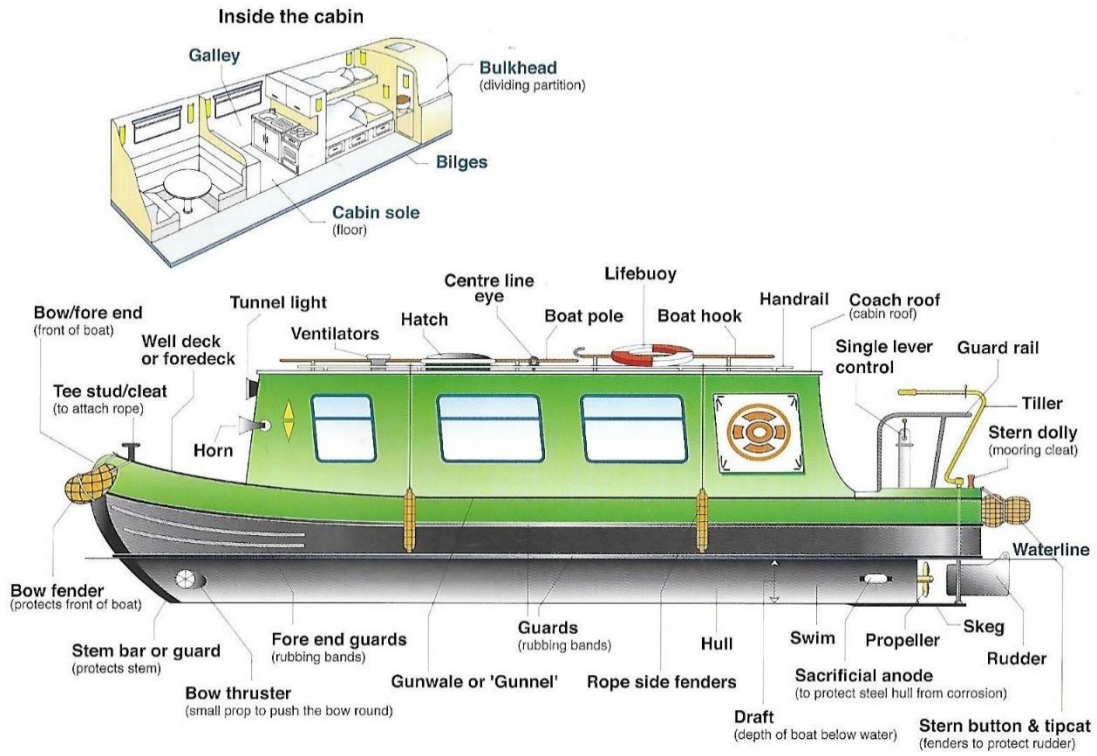 Inside the cabin
Galley
Bulkhead
(dividing partition)
Bilges
Cabin sole
(floor)
Bow/fore end
(front of boat)
Tunnel light
Well deck
or foredeck
Tee stud/cleat
(to attach rope)
Horn
Ventilators
Hatch
Centre line
eye
Boat pole
Lifebuoy
Boat hook
Handrail
Coach roof
(cabin roof)
Single lever
control
Guard rail
Tiller
Stern dolly
(mooring cleat)
Waterline
Bow fender
(protects front of boat)
Stem bar or guard
(protects stem)
Bow thruster
(small prop to push the bow round)
Fore end guards
(rubbing bands)
Gunwale or 'Gunnel'
Guards
(rubbing bands)
Rope side fenders
Hull
Draft
(depth of boat below water)
Swim
Sacrificial anode
(to protect steel hull from corrosion)
Propeller
Skeg
Rudder
Stern button & tipcat
(fenders to protect rudder)